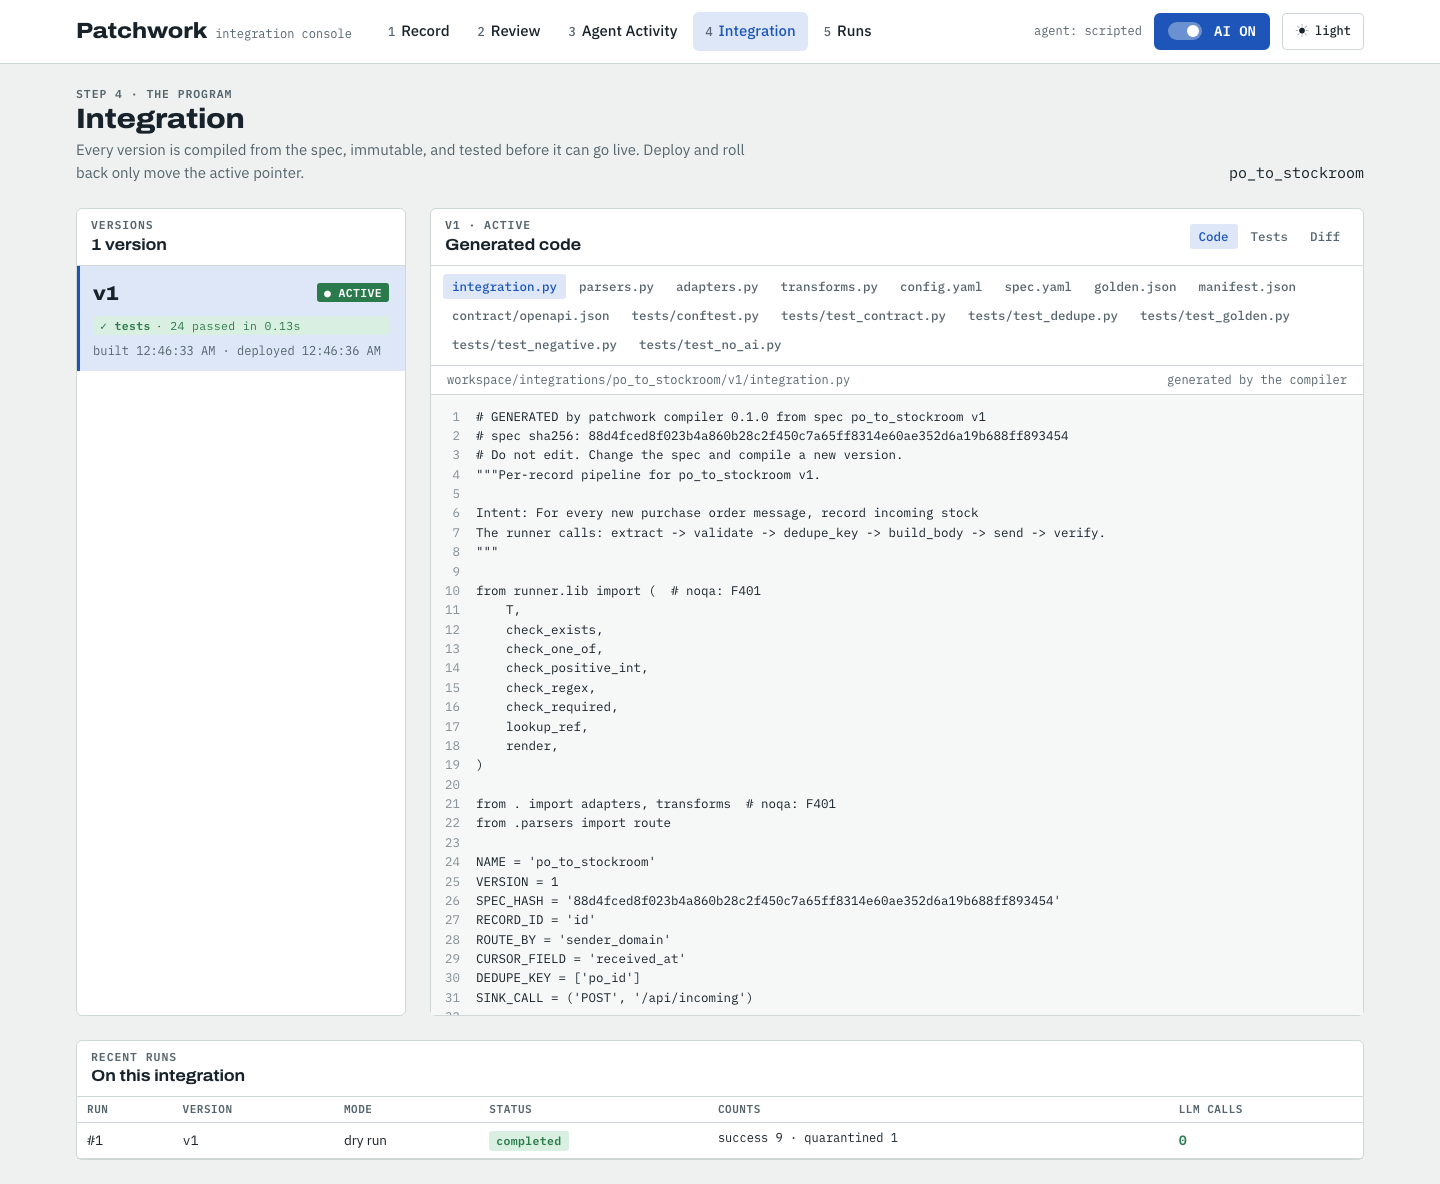 Patchwork integration console 1 Record 2 Review 3 Agent Activity 4 Integration 5 Runs agent: scripted AI ON ☀ light
STEP 4 · THE PROGRAM
Integration
Every version is compiled from the spec, immutable, and tested before it can go live. Deploy and roll
back only move the active pointer.
po_to_stockroom
VERSIONS
1 version
v1 ● ACTIVE
✓ tests · 24 passed in 0.13s
built 12:46:33 AM · deployed 12:46:36 AM
V1 · ACTIVE
Generated code
Code Tests Diff
integration.py parsers.py adapters.py transforms.py config.yaml spec.yaml golden.json manifest.json
contract/openapi.json tests/conftest.py tests/test_contract.py tests/test_dedupe.py tests/test_golden.py
tests/test_negative.py tests/test_no_ai.py
workspace/integrations/po_to_stockroom/v1/integration.py generated by the compiler
1 # GENERATED by patchwork compiler 0.1.0 from spec po_to_stockroom v1
2 # spec sha256: 88d4fced8f023b4a860b28c2f450c7a65ff8314e60ae352d6a19b688ff893454
3 # Do not edit. Change the spec and compile a new version.
4 """Per-record pipeline for po_to_stockroom v1.
5
6 Intent: For every new purchase order message, record incoming stock
7 The runner calls: extract -> validate -> dedupe_key -> build_body -> send -> verify.
8 """
9
10 from runner.lib import (  # noqa: F401
11     T,
12     check_exists,
13     check_one_of,
14     check_positive_int,
15     check_regex,
16     check_required,
17     lookup_ref,
18     render,
19 )
20
21 from . import adapters, transforms  # noqa: F401
22 from .parsers import route
23
24 NAME = 'po_to_stockroom'
25 VERSION = 1
26 SPEC_HASH = '88d4fced8f023b4a860b28c2f450c7a65ff8314e60ae352d6a19b688ff893454'
27 RECORD_ID = 'id'
28 ROUTE_BY = 'sender_domain'
29 CURSOR_FIELD = 'received_at'
30 DEDUPE_KEY = ['po_id']
31 SINK_CALL = ('POST', '/api/incoming')
RECENT RUNS
On this integration
RUN VERSION MODE STATUS COUNTS LLM CALLS
#1 v1 dry run completed success 9 · quarantined 1 0